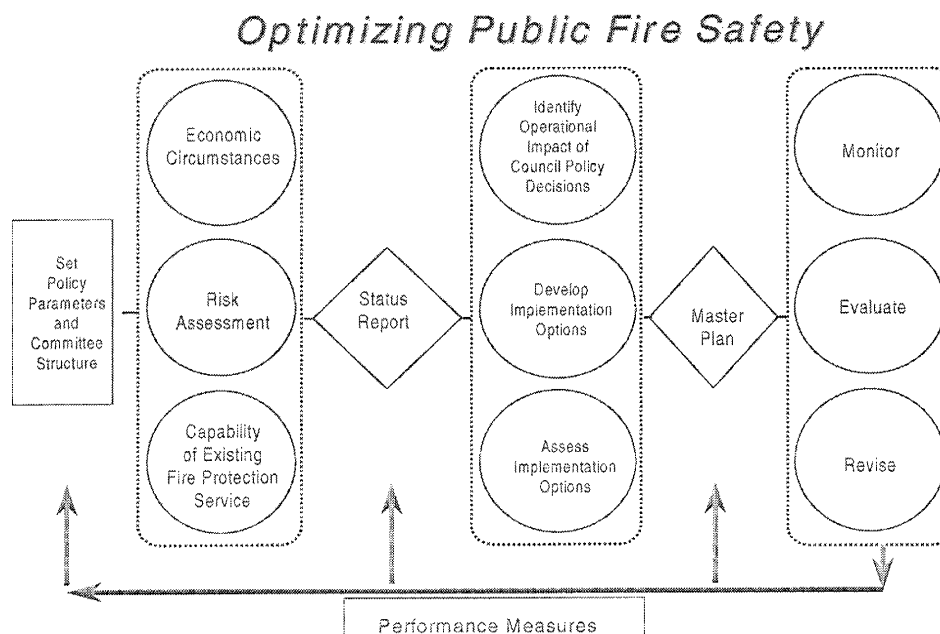 Optimizing Public Fire Safety
Set
Policy
Parameters
and
Committee
Structure
Economic
Circumstances
Risk
Assessment
Capability
of Existing
Fire Protection
Service
Status
Report
Identify
Operational
Impact of
Council Policy
Decisions
Develop
Implementation
Options
Assess
Implementation
Options
Master
Plan
Monitor
Evaluate
Revise
Performance Measures